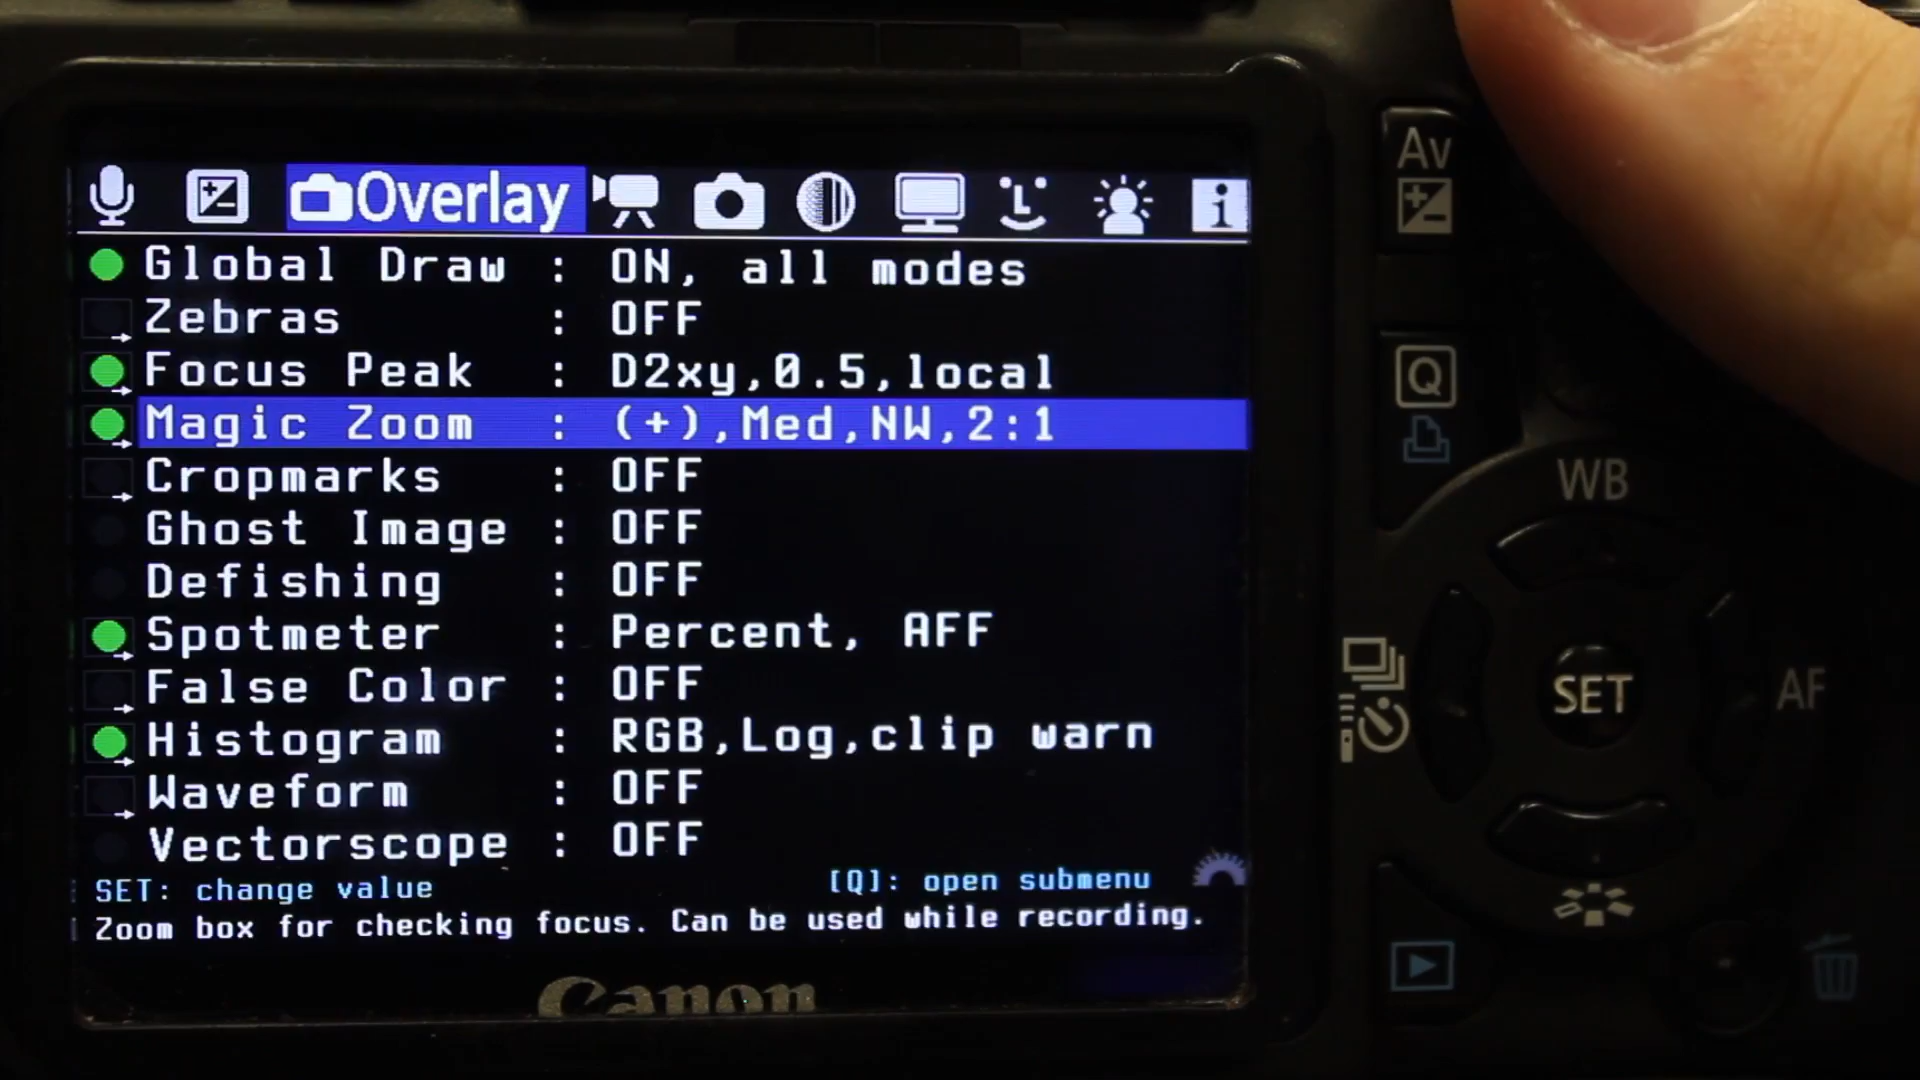 Overlay
Global Draw : ON, all modes
Zebras : OFF
Focus Peak : D2xy,0.5,local
Magic Zoom : (+),Med,NW,2:1
Cropmarks : OFF
Ghost Image : OFF
Defishing : OFF
Spotmeter : Percent, AFF
False Color : OFF
Histogram : RGB,Log,clip warn
Waveform : OFF
Vectorscope : OFF
SET: change value [Q]: open submenu
Zoom box for checking focus. Can be used while recording.
Canon
Av
Q
WB
SET
AF